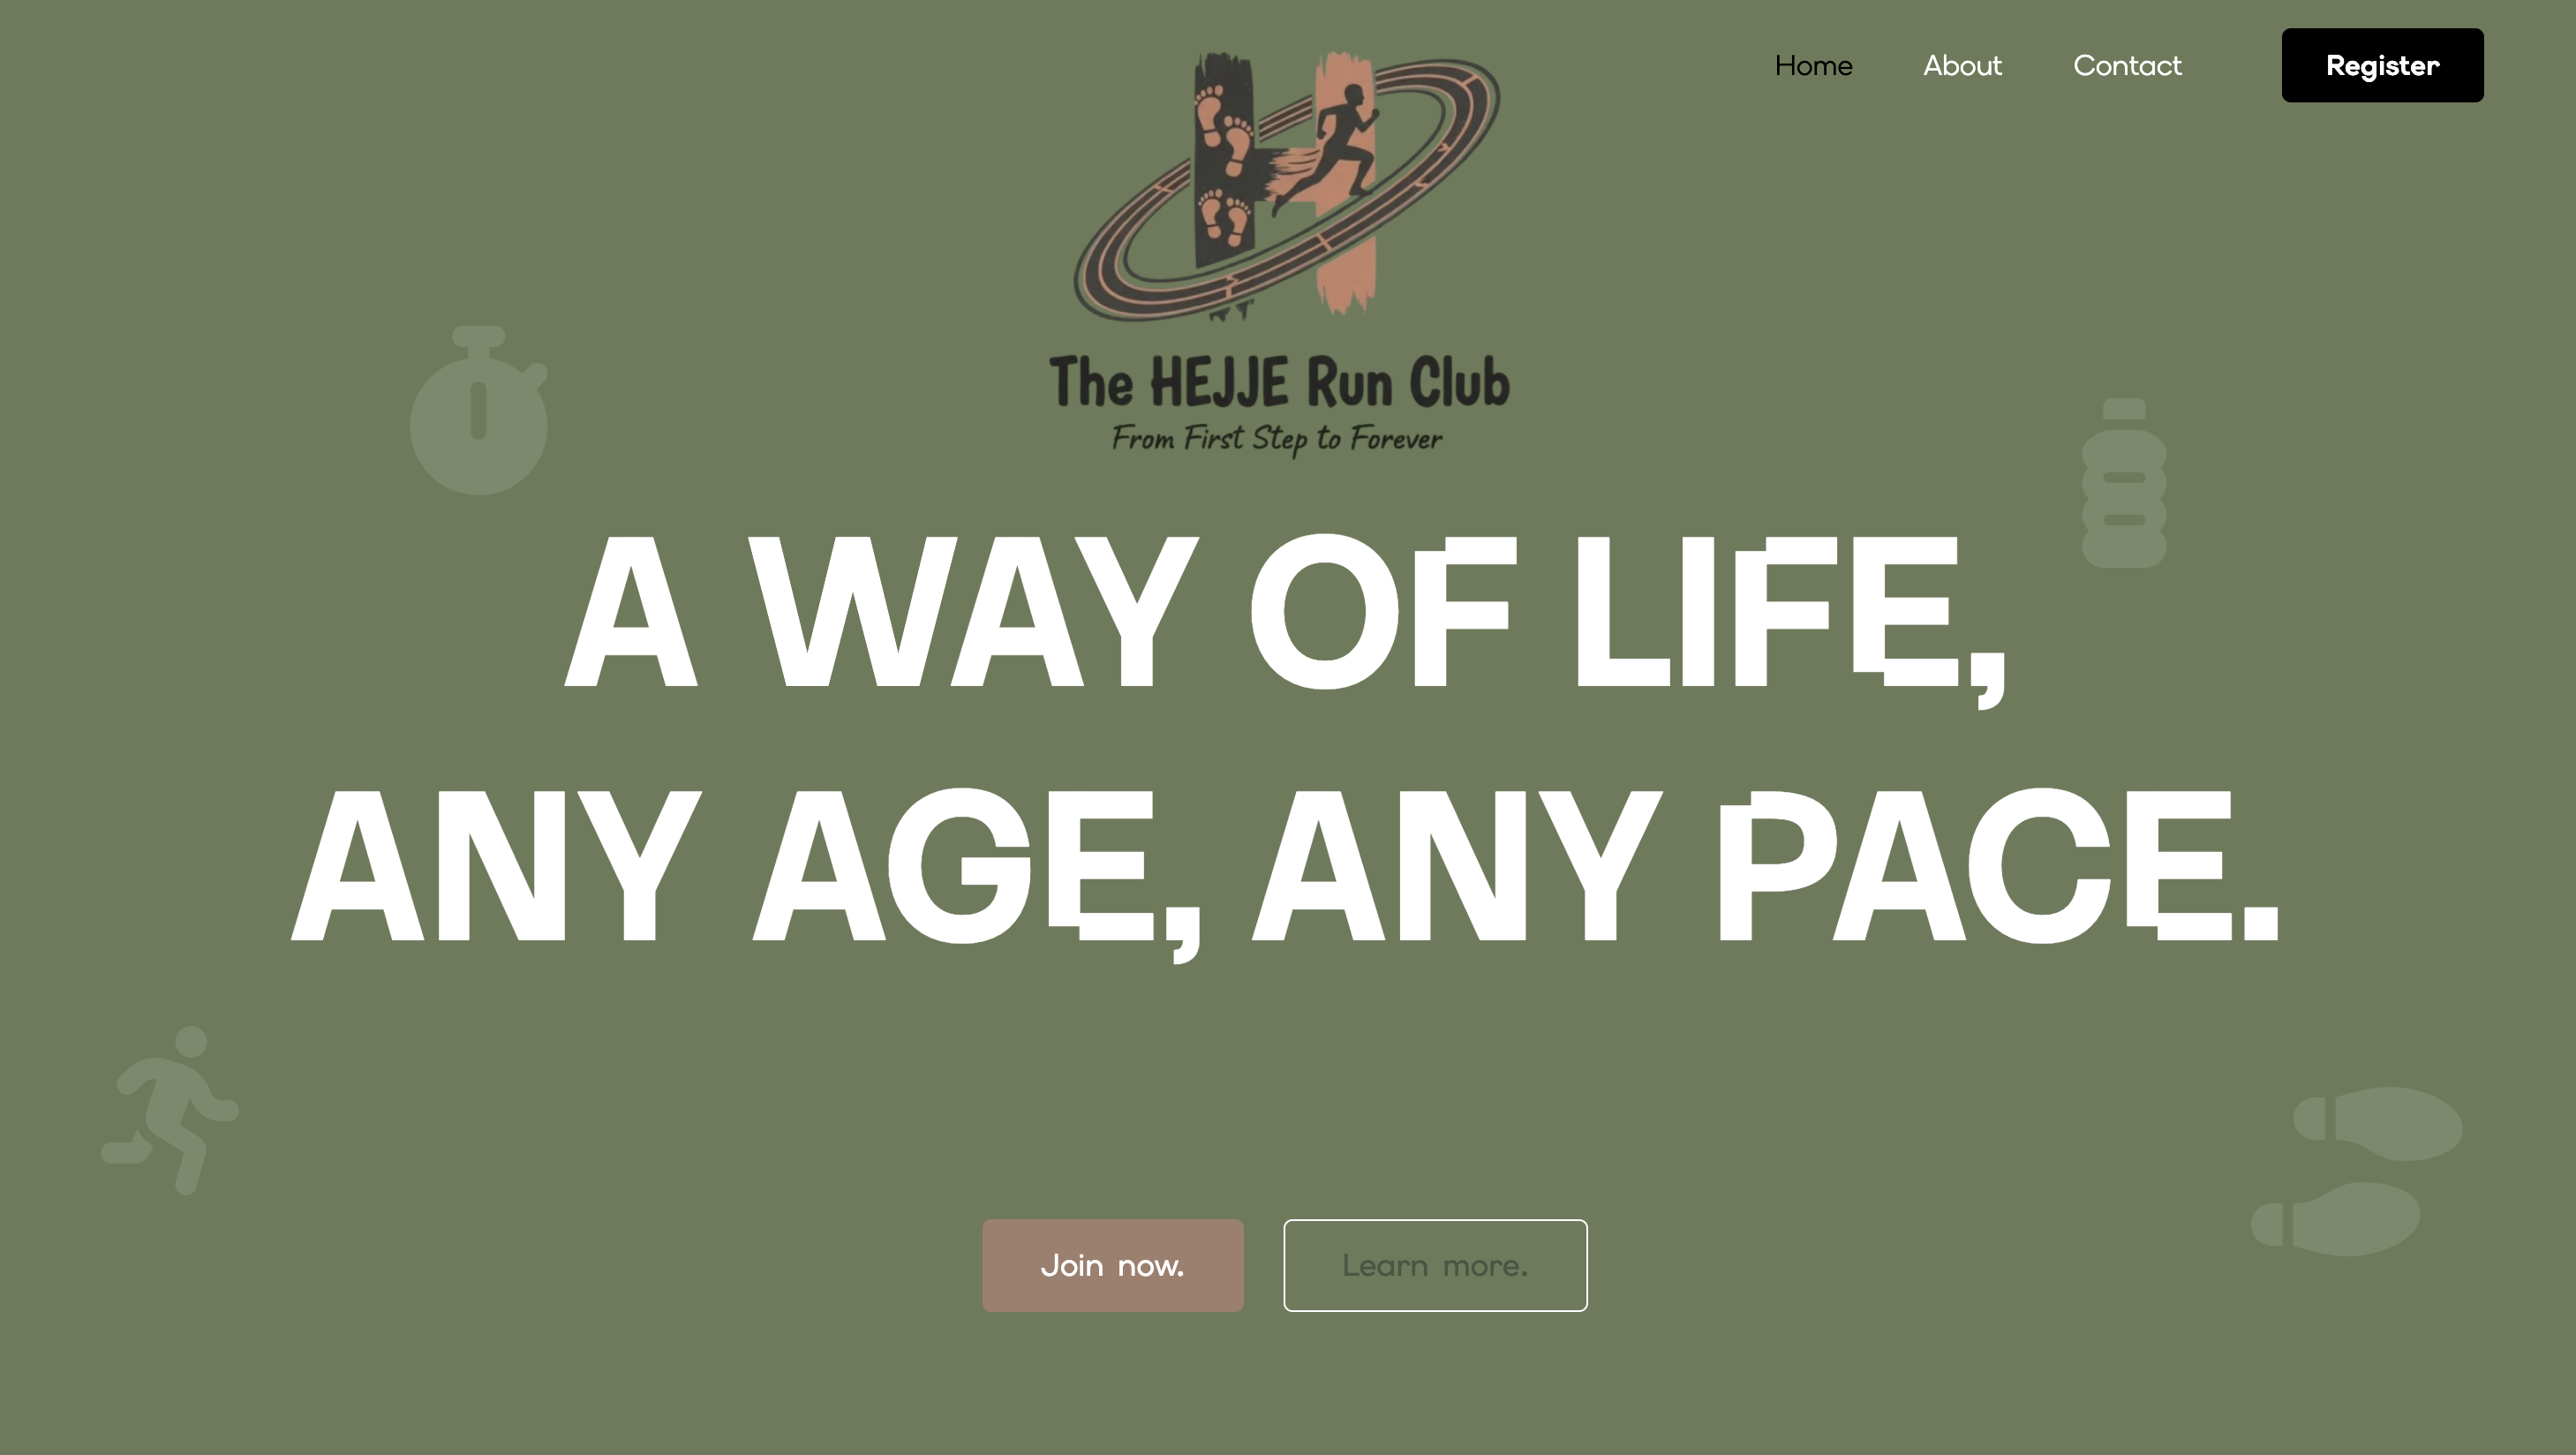 Home About Contact Register
The HEJJE Run Club
From First Step to Forever
A WAY OF LIFE,
ANY AGE, ANY PACE.
Join now. Learn more.